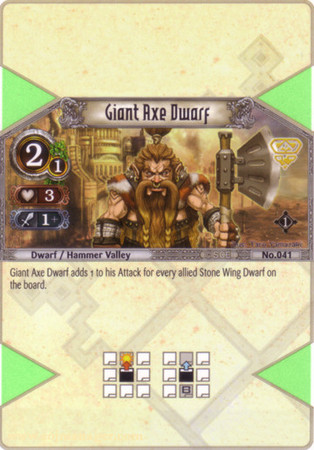 Giant Axe Dwarf
2
1
3
1+
1
Dwarf / Hammer Valley
No.041
Giant Axe Dwarf adds 1 to his Attack for every allied Stone Wing Dwarf on
the board.
B